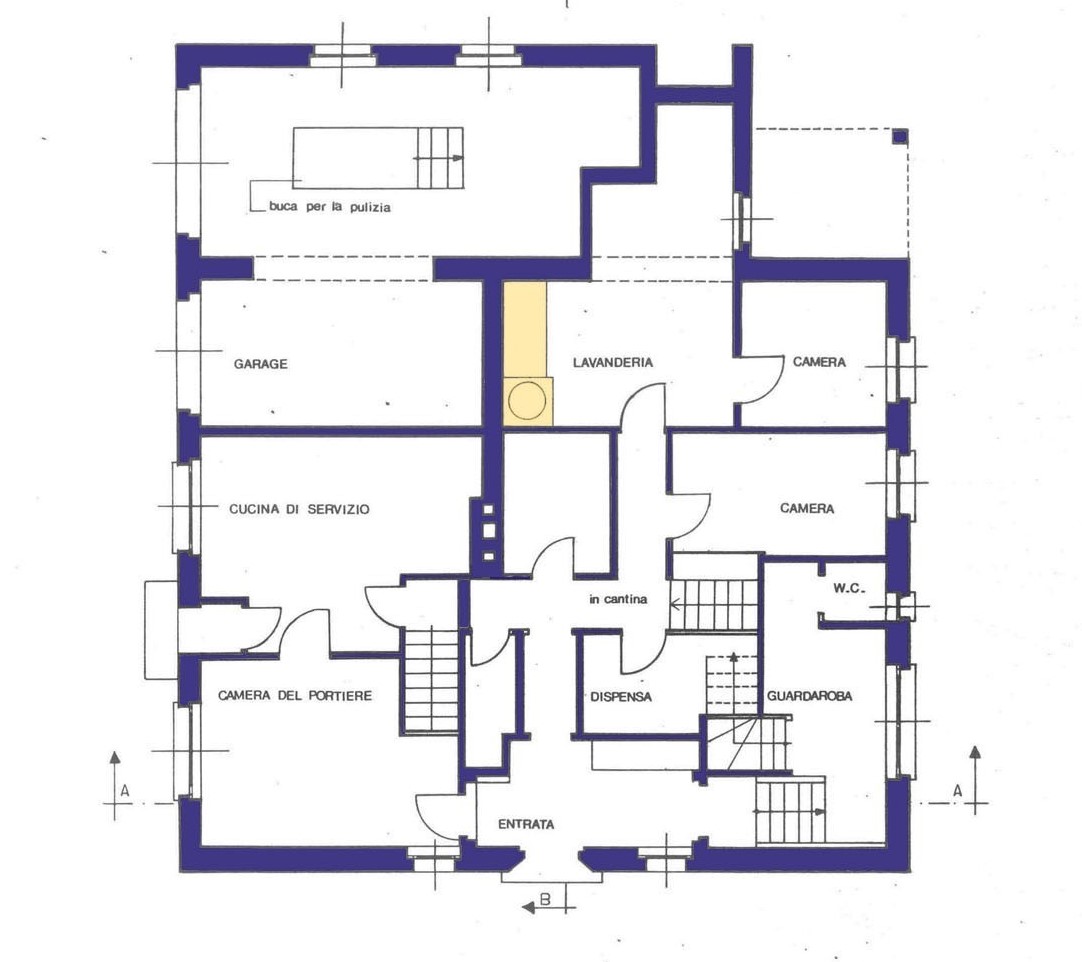 buca per la pulizia
GARAGE
LAVANDERIA
CAMERA
CUCINA DI SERVIZIO
CAMERA
W.C.
in cantina
CAMERA DEL PORTIERE
DISPENSA
GUARDAROBA
A
A
ENTRATA
B